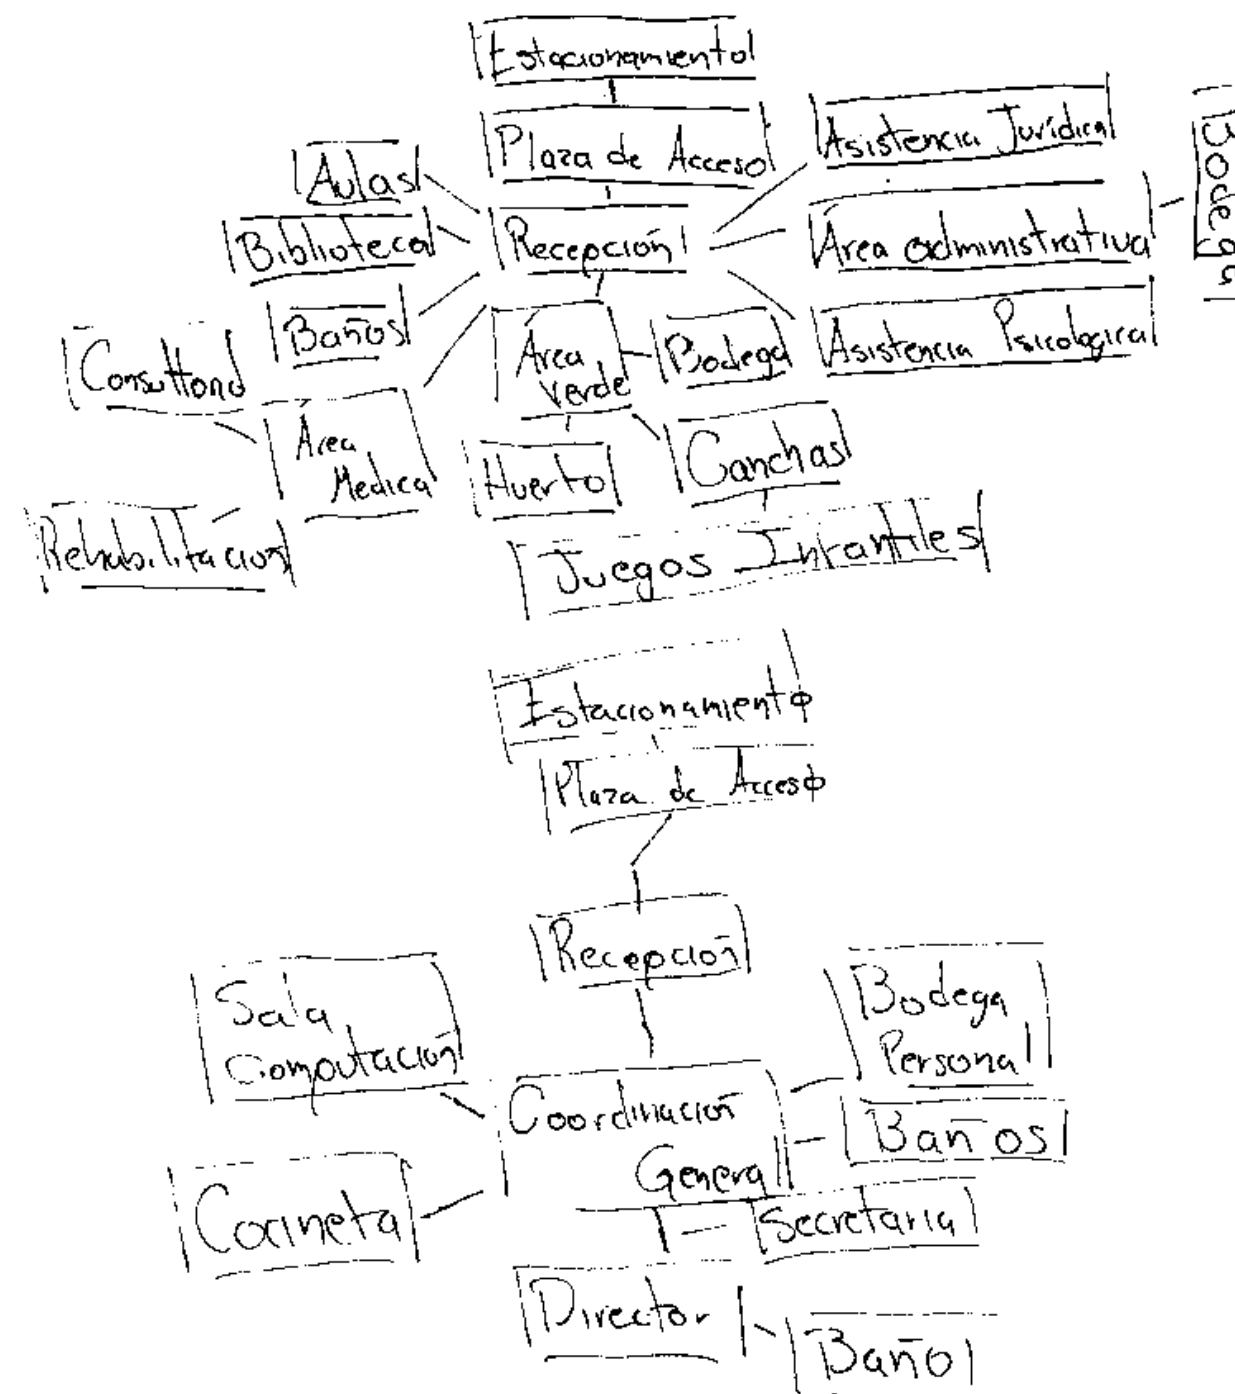 Estacionamiento
Plaza de Acceso
Asistencia Jurídica
Aulas
Biblioteca
Recepción
Área administrativa
Bodega
Baños
Área
verde
Bodega
Asistencia Psicologica
Consultorio
Área
Medica
Huerto
Canchas
Rehabilitación
Juegos Infantiles
Estacionamiento
Plaza de Acceso
Recepción
Sala
Computación
Bodega
Personal
Coordinación
General
Baños
Cocineta
Secretaria
Director
Baño